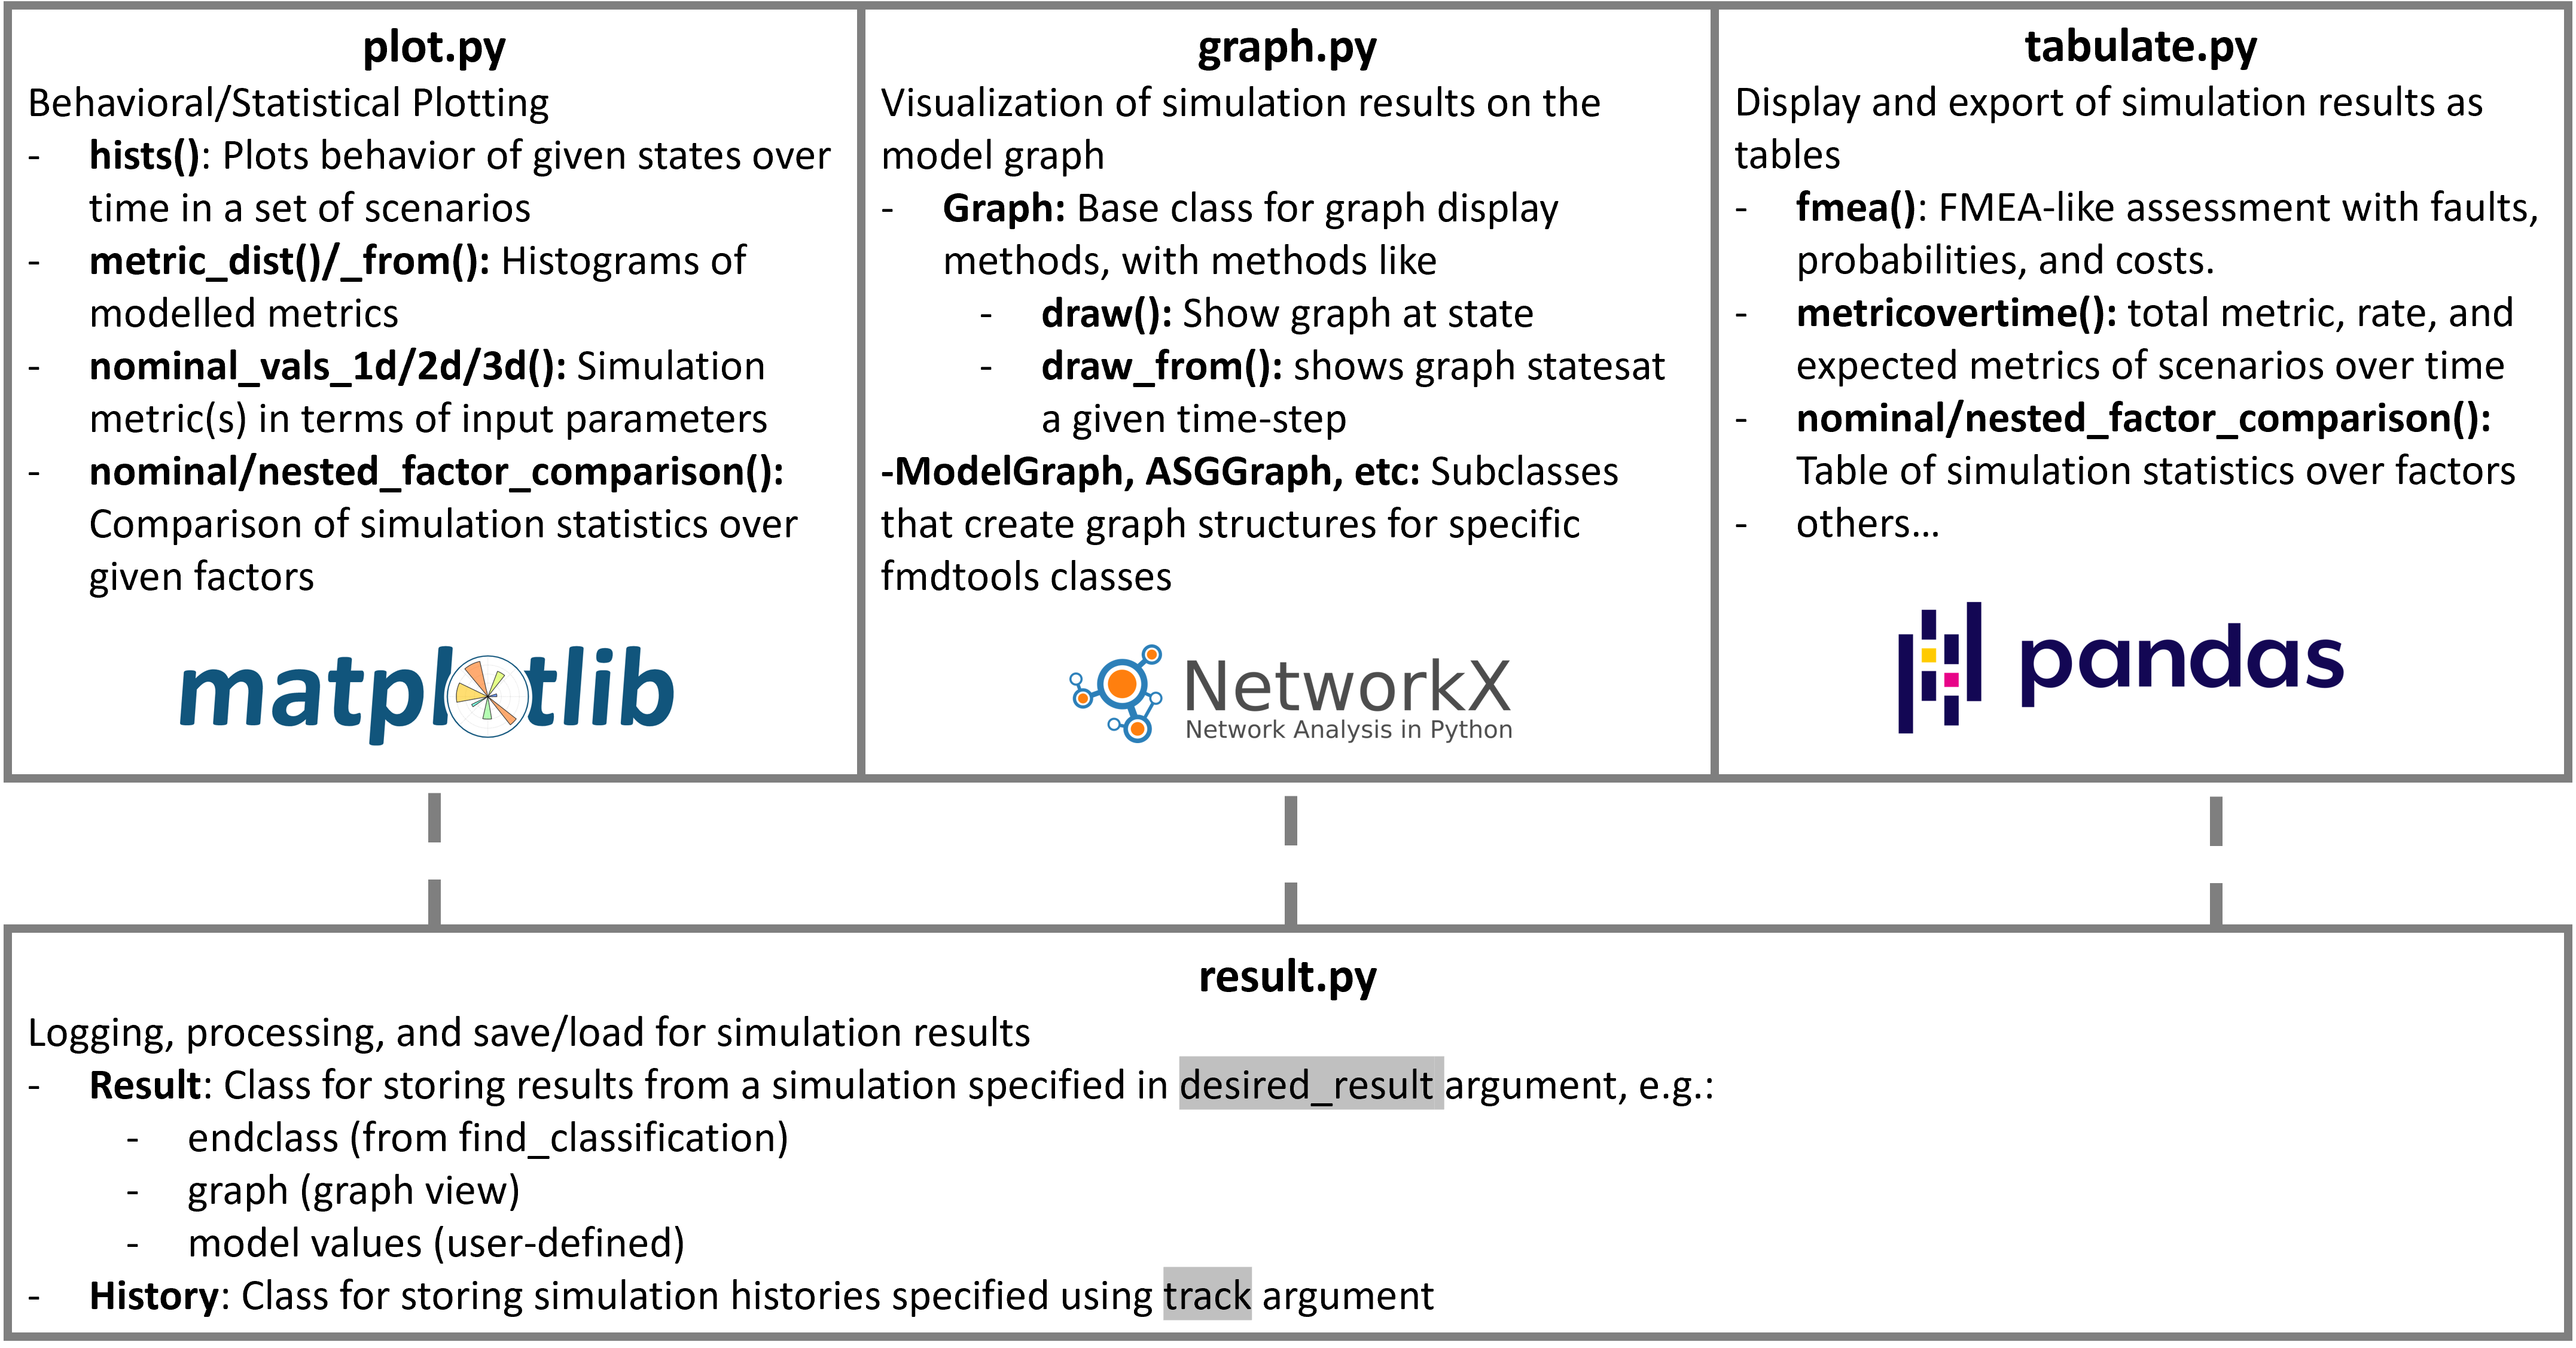 plot.py
Behavioral/Statistical Plotting
- hists(): Plots behavior of given states over
time in a set of scenarios
- metric_dist()/_from(): Histograms of
modelled metrics
- nominal_vals_1d/2d/3d(): Simulation
metric(s) in terms of input parameters
- nominal/nested_factor_comparison():
Comparison of simulation statistics over
given factors
matplotlib
graph.py
Visualization of simulation results on the
model graph
- Graph: Base class for graph display
methods, with methods like
- draw(): Show graph at state
- draw_from(): shows graph statesat
a given time-step
-ModelGraph, ASGGraph, etc: Subclasses
that create graph structures for specific
fmdtools classes
NetworkX
Network Analysis in Python
tabulate.py
Display and export of simulation results as
tables
- fmea(): FMEA-like assessment with faults,
probabilities, and costs.
- metricovertime(): total metric, rate, and
expected metrics of scenarios over time
- nominal/nested_factor_comparison():
Table of simulation statistics over factors
- others…
pandas
result.py
Logging, processing, and save/load for simulation results
- Result: Class for storing results from a simulation specified in desired_result argument, e.g.:
- endclass (from find_classification)
- graph (graph view)
- model values (user-defined)
- History: Class for storing simulation histories specified using track argument